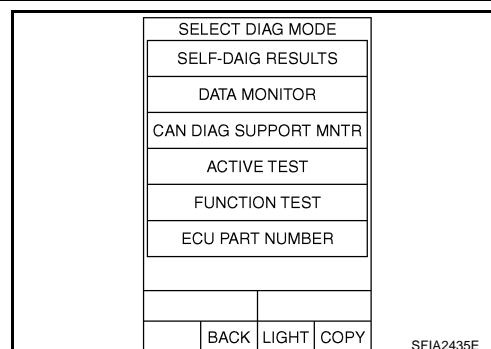 SELECT DIAG MODE
SELF-DAIG RESULTS
DATA MONITOR
CAN DIAG SUPPORT MNTR
ACTIVE TEST
FUNCTION TEST
ECU PART NUMBER
BACK LIGHT COPY
SFIA2435E